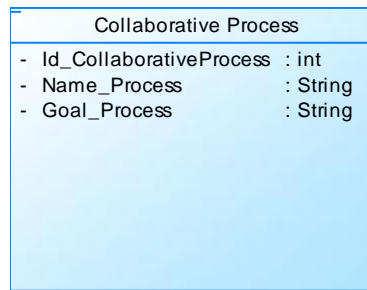 Collaborative Process
- Id_CollaborativeProcess : int
- Name_Process : String
- Goal_Process : String